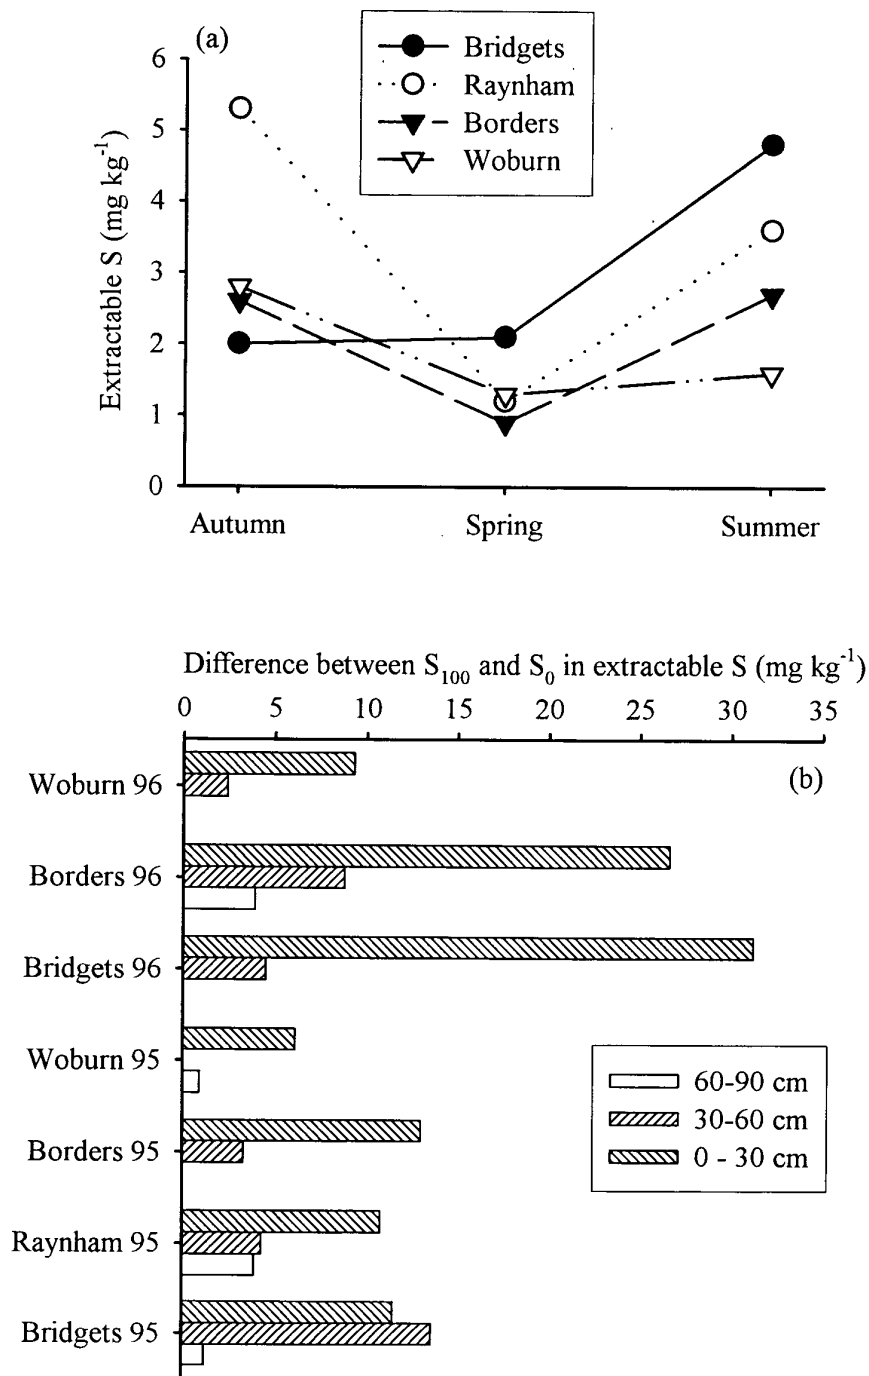 (a)
Bridgets
Raynham
Borders
Woburn
6
5
4
3
2
1
0
Extractable S (mg kg⁻¹)
Autumn Spring Summer
Difference between S₁₀₀ and S₀ in extractable S (mg kg⁻¹)
0 5 10 15 20 25 30 35
(b)
Woburn 96
Borders 96
Bridgets 96
Woburn 95
Borders 95
Raynham 95
Bridgets 95
60-90 cm
30-60 cm
0 - 30 cm